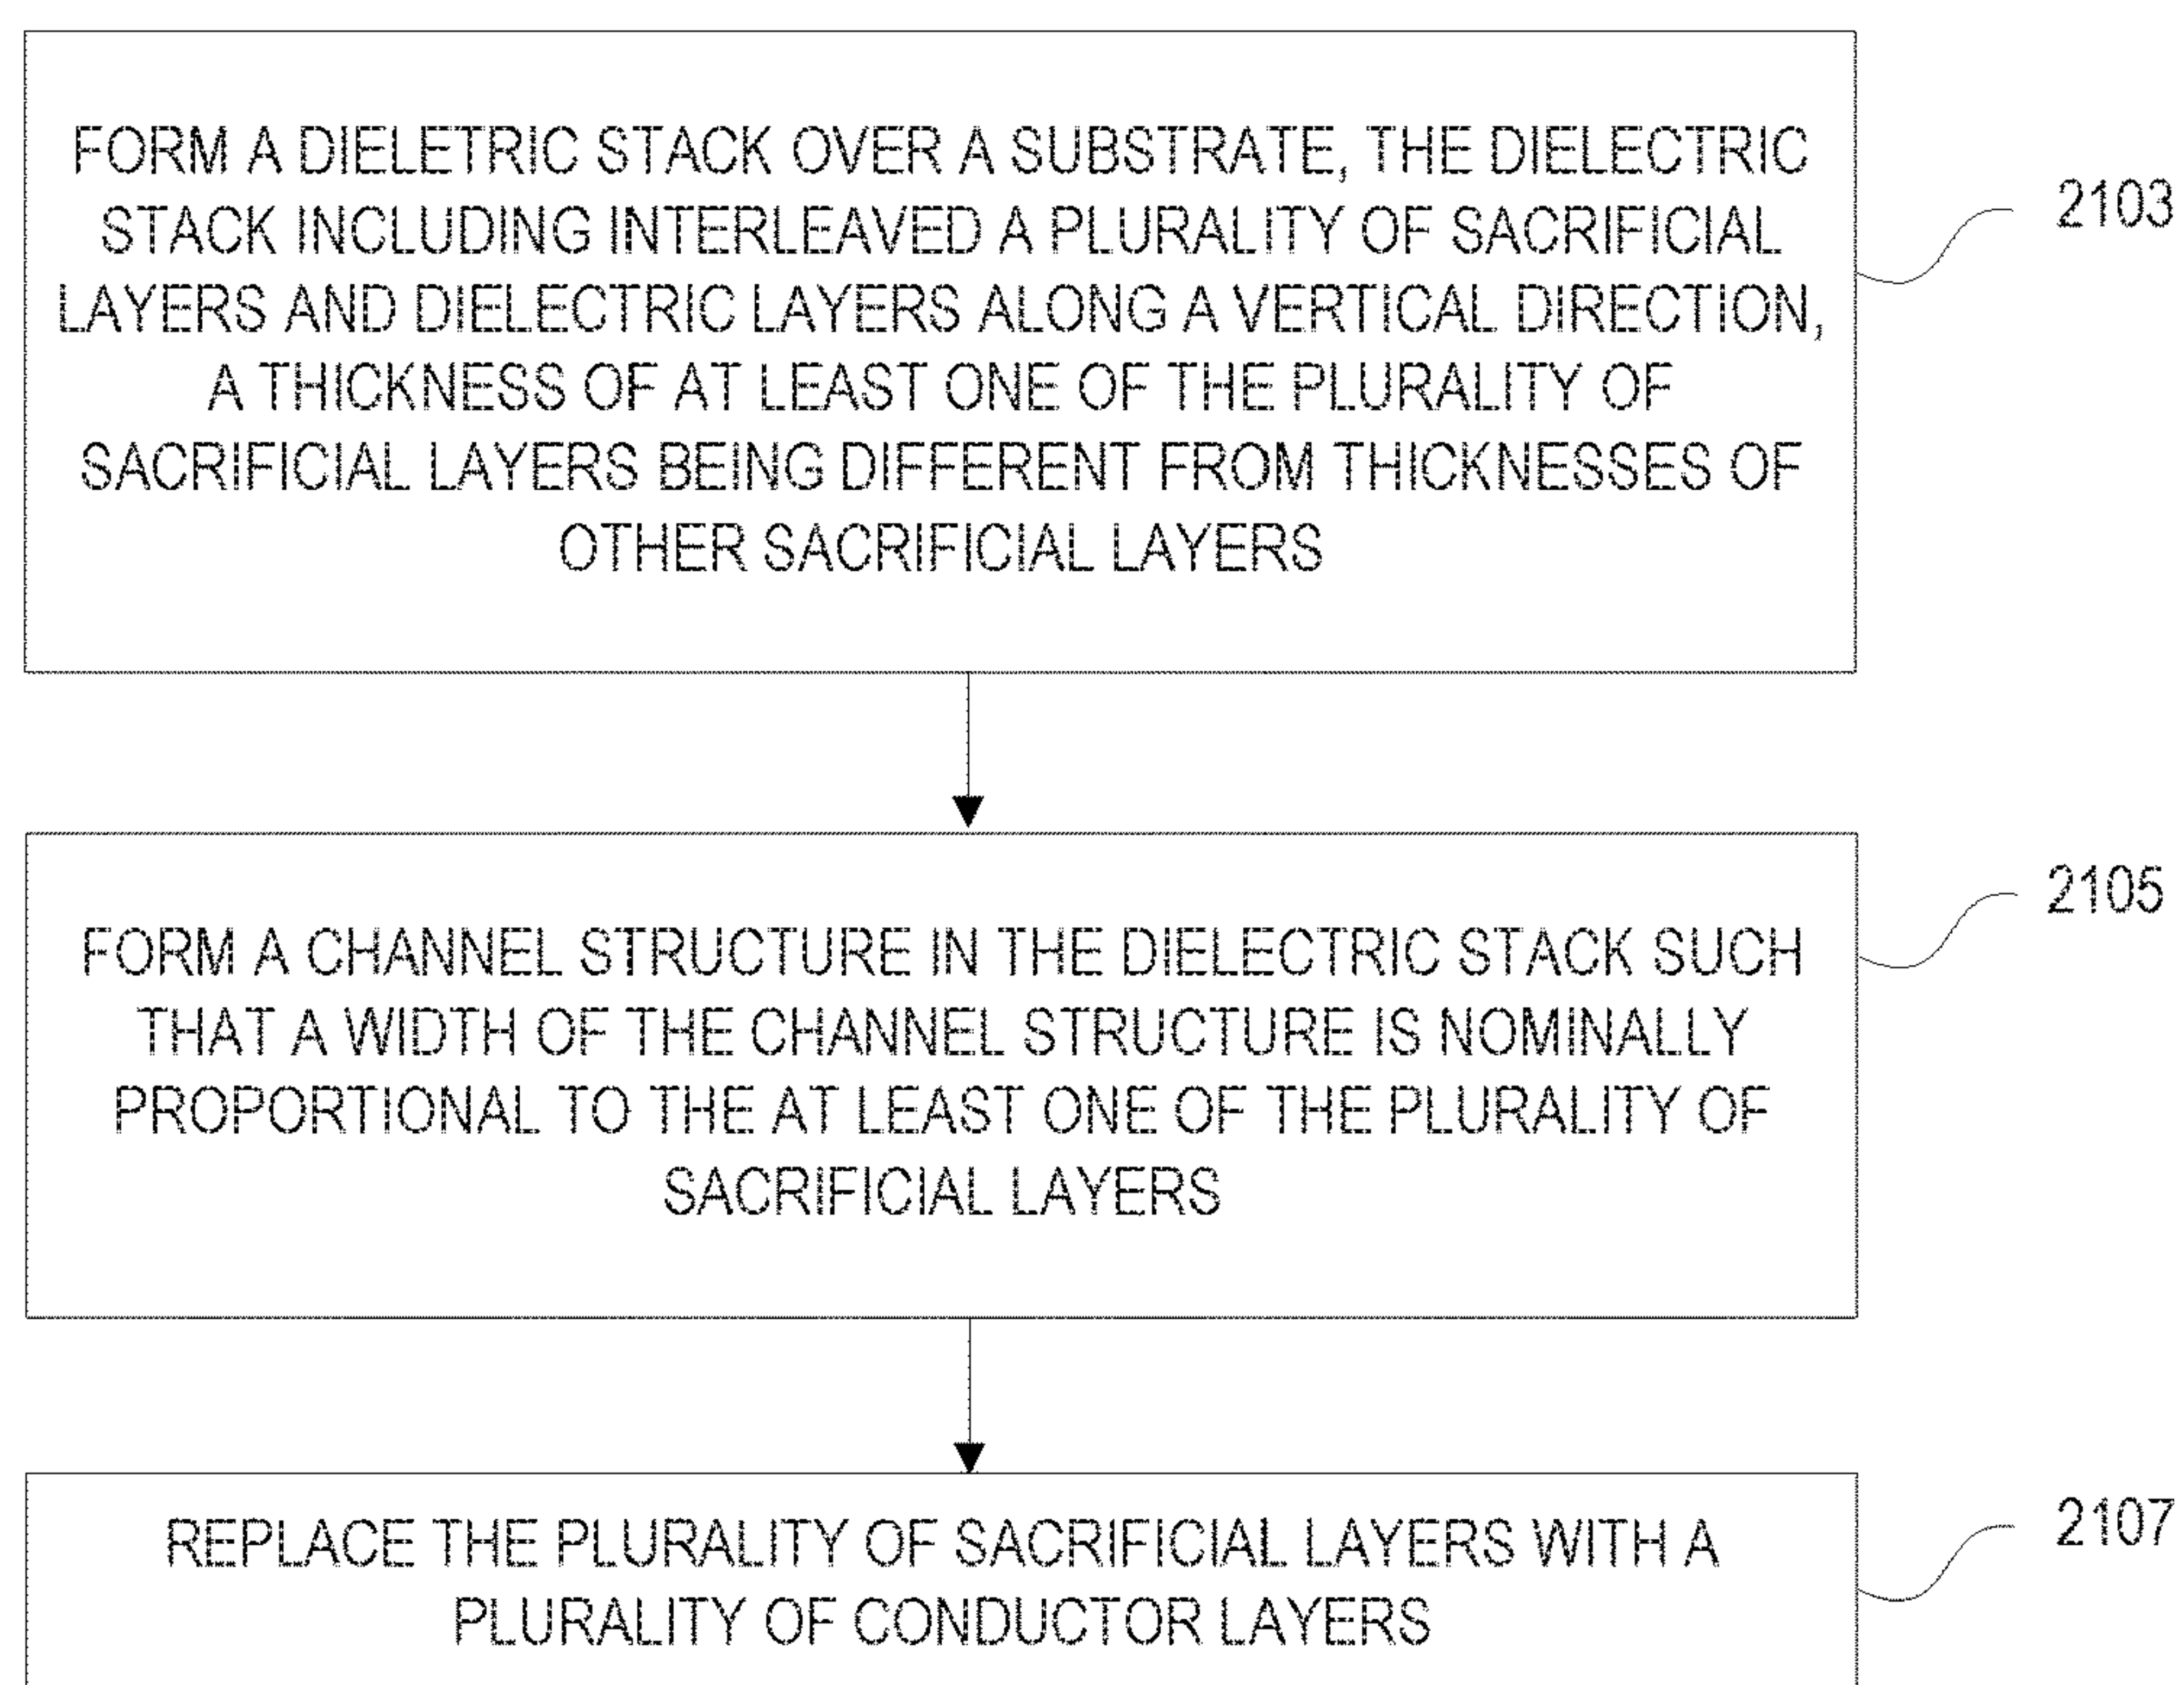 FORM A DIELETRIC STACK OVER A SUBSTRATE, THE DIELECTRIC
STACK INCLUDING INTERLEAVED A PLURALITY OF SACRIFICIAL
LAYERS AND DIELECTRIC LAYERS ALONG A VERTICAL DIRECTION,
A THICKNESS OF AT LEAST ONE OF THE PLURALITY OF
SACRIFICIAL LAYERS BEING DIFFERENT FROM THICKNESSES OF
OTHER SACRIFICIAL LAYERS
2103
FORM A CHANNEL STRUCTURE IN THE DIELECTRIC STACK SUCH
THAT A WIDTH OF THE CHANNEL STRUCTURE IS NOMINALLY
PROPORTIONAL TO THE AT LEAST ONE OF THE PLURALITY OF
SACRIFICIAL LAYERS
2105
REPLACE THE PLURALITY OF SACRIFICIAL LAYERS WITH A
PLURALITY OF CONDUCTOR LAYERS
2107